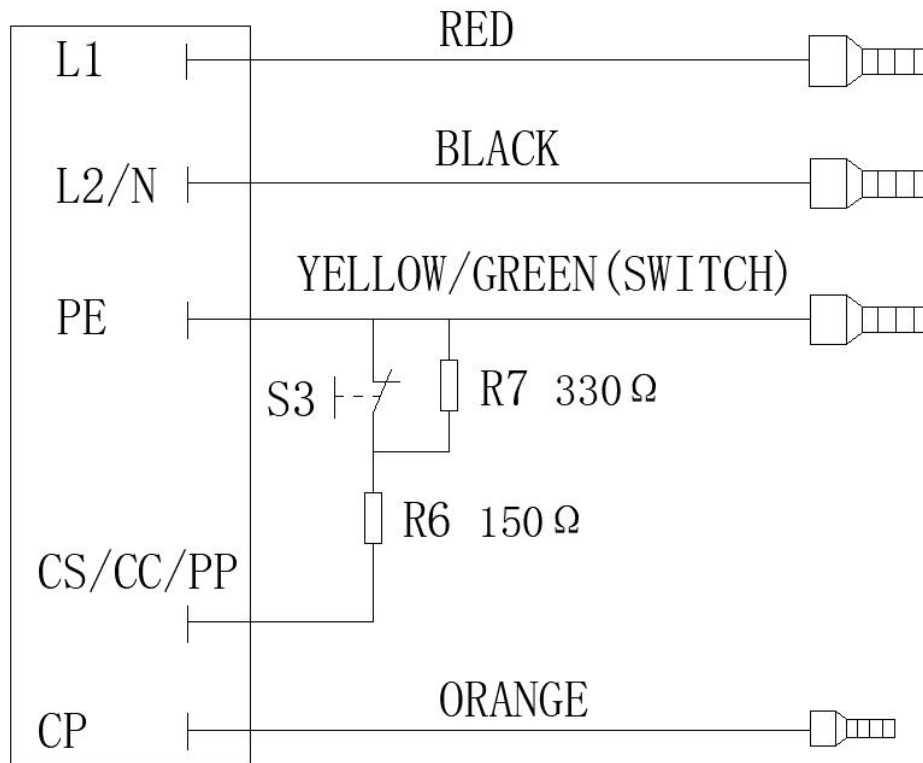 RED
L1
BLACK
L2/N
YELLOW/GREEN(SWITCH)
PE
S3
R7 330Ω
R6 150Ω
CS/CC/PP
ORANGE
CP